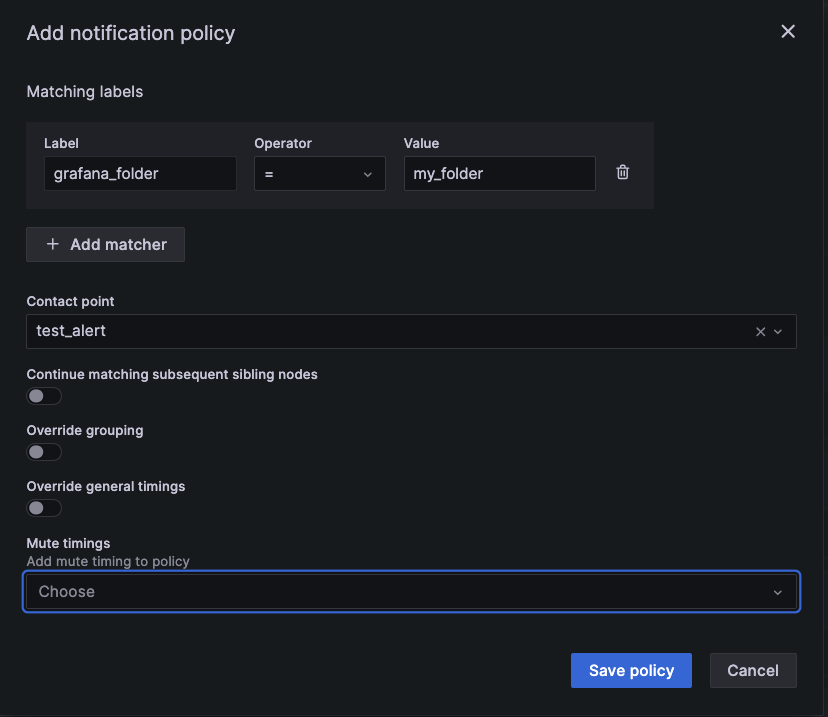 Add notification policy
Matching labels
Label Operator Value
grafana_folder = my_folder
+ Add matcher
Contact point
test_alert
Continue matching subsequent sibling nodes
Override grouping
Override general timings
Mute timings
Add mute timing to policy
Choose
Save policy Cancel